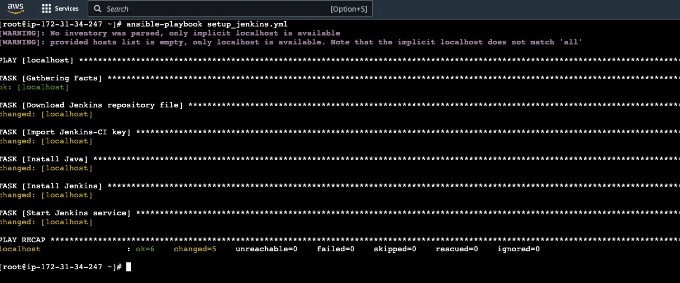 aws
Services
Search
[Option+S]
[root@ip-172-31-34-247 ~]# ansible-playbook setup_jenkins.yml
[WARNING]: No inventory was parsed, only implicit localhost is available
[WARNING]: provided hosts list is empty, only localhost is available. Note that the implicit localhost does not match 'all'
PLAY [localhost] ****************************************************************************************************
TASK [Gathering Facts] **********************************************************************************************
ok: [localhost]
TASK [Download Jenkins repository file] *****************************************************************************
changed: [localhost]
TASK [Import Jenkins-CI key] ****************************************************************************************
changed: [localhost]
TASK [Install Java] *************************************************************************************************
changed: [localhost]
TASK [Install Jenkins] **********************************************************************************************
changed: [localhost]
TASK [Start Jenkins service] ****************************************************************************************
changed: [localhost]
PLAY RECAP **********************************************************************************************************
localhost : ok=6 changed=5 unreachable=0 failed=0 skipped=0 rescued=0 ignored=0
[root@ip-172-31-34-247 ~]#